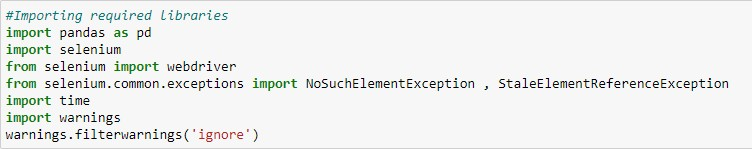 #Importing required libraries
import pandas as pd
import selenium
from selenium import webdriver
from selenium.common.exceptions import NoSuchElementException , StaleElementReferenceException
import time
import warnings
warnings.filterwarnings('ignore')